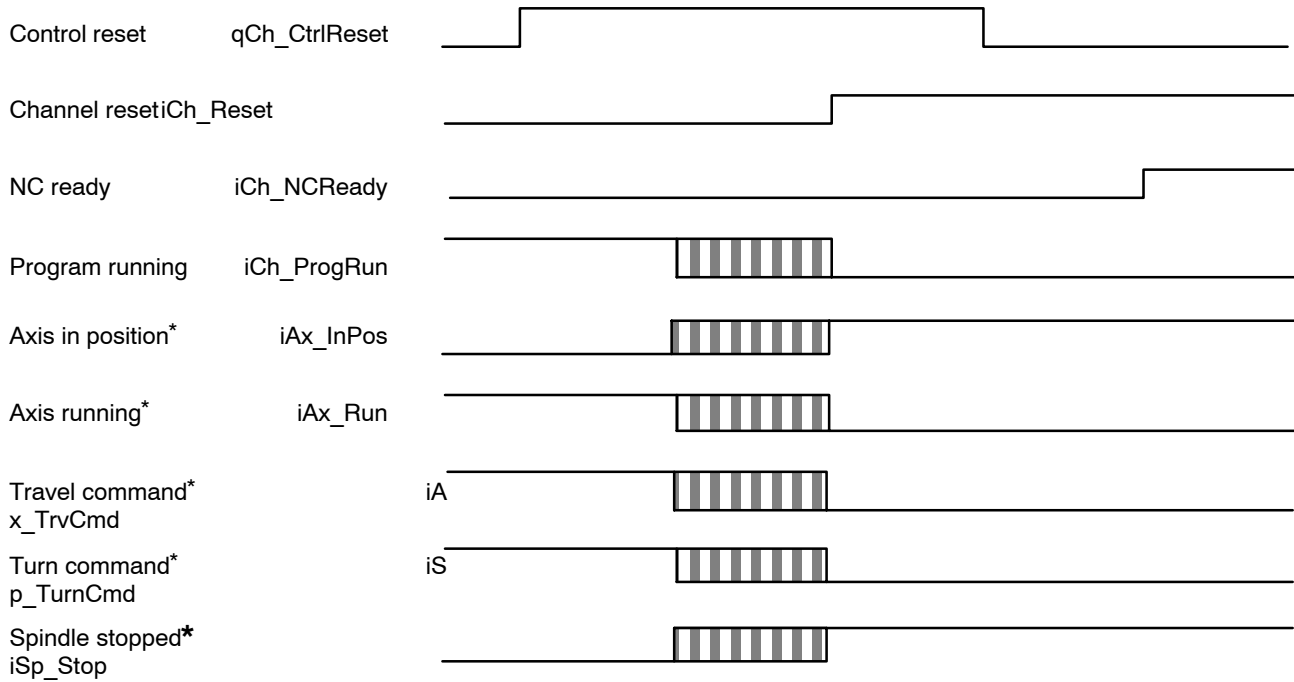 Control reset qCh_CtrlReset
Channel resetiCh_Reset
NC ready iCh_NCReady
Program running iCh_ProgRun
Axis in position* iAx_InPos
Axis running* iAx_Run
Travel command* iA
x_TrvCmd
Turn command* iS
p_TurnCmd
Spindle stopped*
iSp_Stop